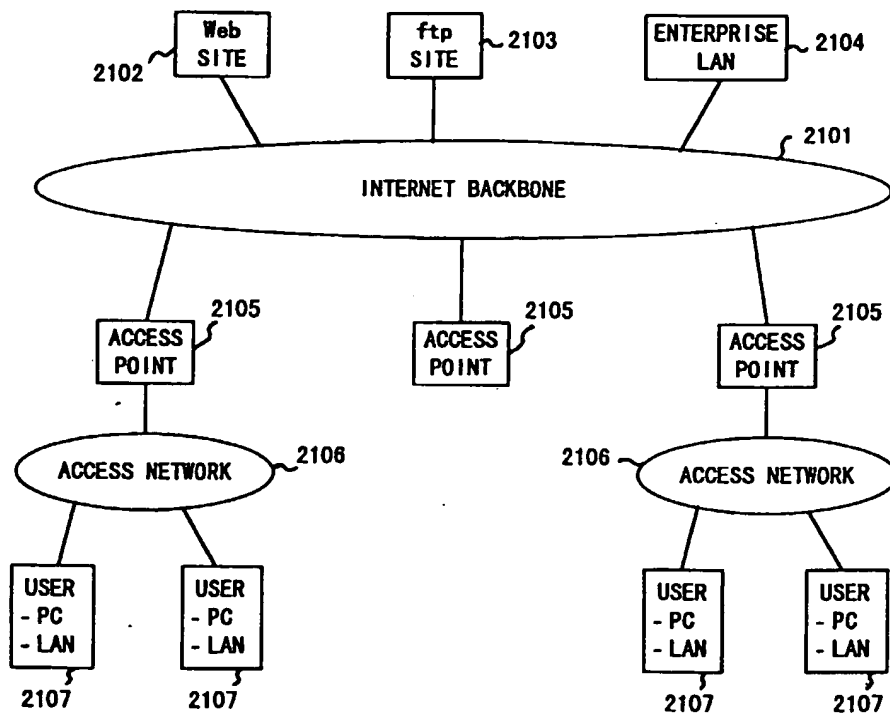 Web
SITE
2102
ftp
SITE
2103
ENTERPRISE
LAN
2104
2101
INTERNET BACKBONE
ACCESS
POINT
2105
ACCESS
POINT
2105
ACCESS
POINT
2105
ACCESS NETWORK
2106
2106
ACCESS NETWORK
USER
- PC
- LAN
2107
USER
- PC
- LAN
2107
USER
- PC
- LAN
2107
USER
- PC
- LAN
2107